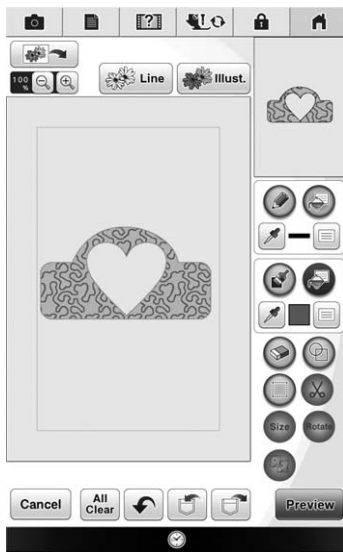 [?]
100
%
Line
Illust.
Size
Rotate
Cancel
All
Clear
Preview